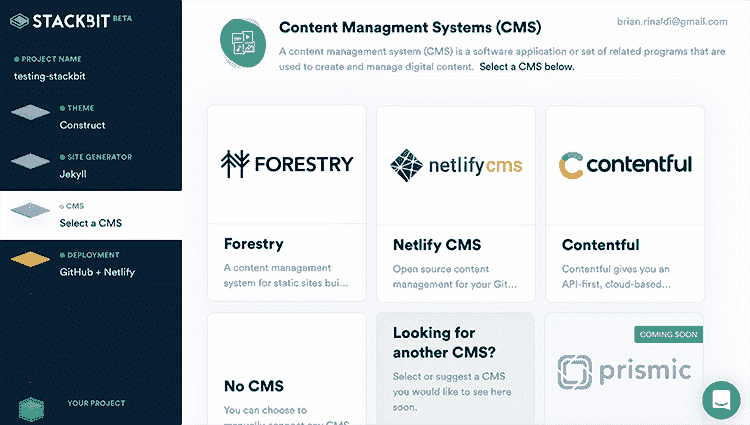 STACKBIT BETA
PROJECT NAME
testing-stackbit
THEME
Construct
SITE GENERATOR
Jekyll
CMS
Select a CMS
DEPLOYMENT
GitHub + Netlify
YOUR PROJECT
Content Managment Systems (CMS)
brian.rinaldi@gmail.com
A content management system (CMS) is a software application or set of related programs that are
used to create and manage digital content. Select a CMS below.
FORESTRY
Forestry
A content management
system for static sites bui...
netlifycms
Netlify CMS
Open source content
management for your Git...
contentful
Contentful
Contentful gives you an
API-first, cloud-based...
No CMS
You can choose to
manually connect any CMS
Looking for
another CMS?
Select or suggest a CMS
you would like to see here
soon.
COMING SOON
prismic